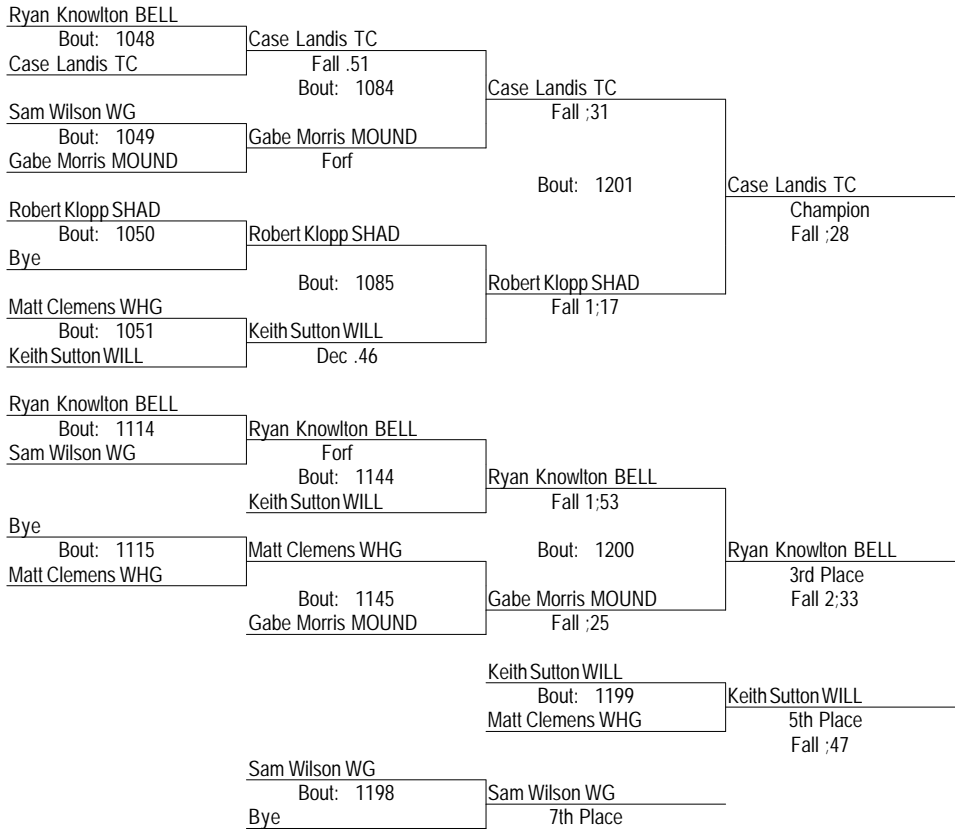 Ryan Knowlton BELL
Bout: 1048
Case Landis TC
Case Landis TC
Fall .51
Bout: 1084
Sam Wilson WG
Bout: 1049
Gabe Morris MOUND
Gabe Morris MOUND
Forf
Case Landis TC
Fall ;31
Bout: 1201
Robert Klopp SHAD
Bout: 1050
Bye
Robert Klopp SHAD
Bout: 1085
Matt Clemens WHG
Bout: 1051
Keith Sutton WILL
Keith Sutton WILL
Dec .46
Robert Klopp SHAD
Fall 1;17
Case Landis TC
Champion
Fall ;28
Ryan Knowlton BELL
Bout: 1114
Sam Wilson WG
Ryan Knowlton BELL
Forf
Bout: 1144
Keith Sutton WILL
Ryan Knowlton BELL
Fall 1;53
Bout: 1200
Bye
Bout: 1115
Matt Clemens WHG
Matt Clemens WHG
Bout: 1145
Gabe Morris MOUND
Gabe Morris MOUND
Fall ;25
Ryan Knowlton BELL
3rd Place
Fall 2;33
Keith Sutton WILL
Bout: 1199
Matt Clemens WHG
Keith Sutton WILL
5th Place
Fall ;47
Sam Wilson WG
Bout: 1198
Bye
Sam Wilson WG
7th Place